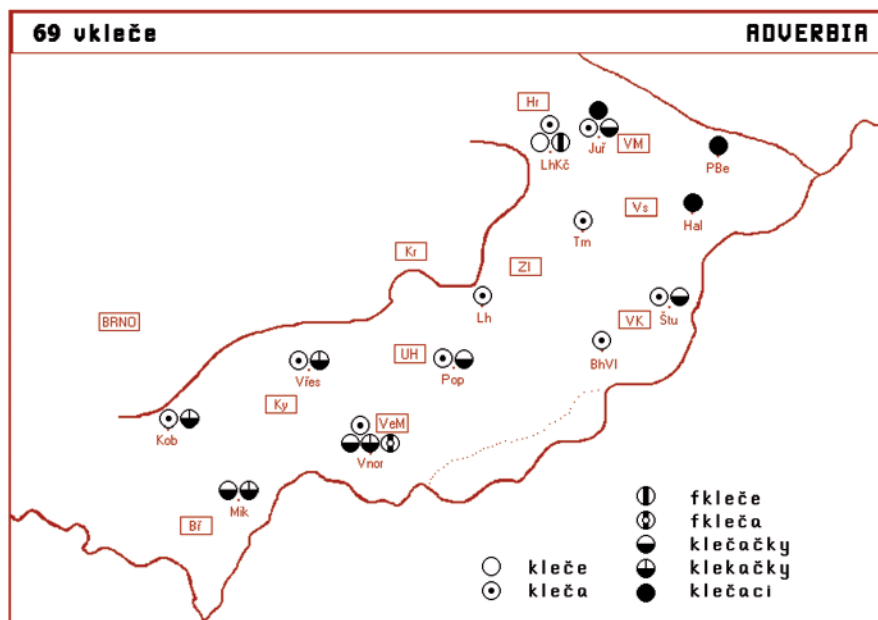 69 vkleče ADVERBIA
Hr
Juř
VM
LhKč
PBe
Vs
Hal
Trn
Kr
Zl
Lh
BRNO
VK
Štu
UH
BhVl
Vřes
Pop
Ky
VeM
Kob
Vnor
Mik
Bř
fkleče
fkleča
klečačky
kleče klekačky
kleča klečaci